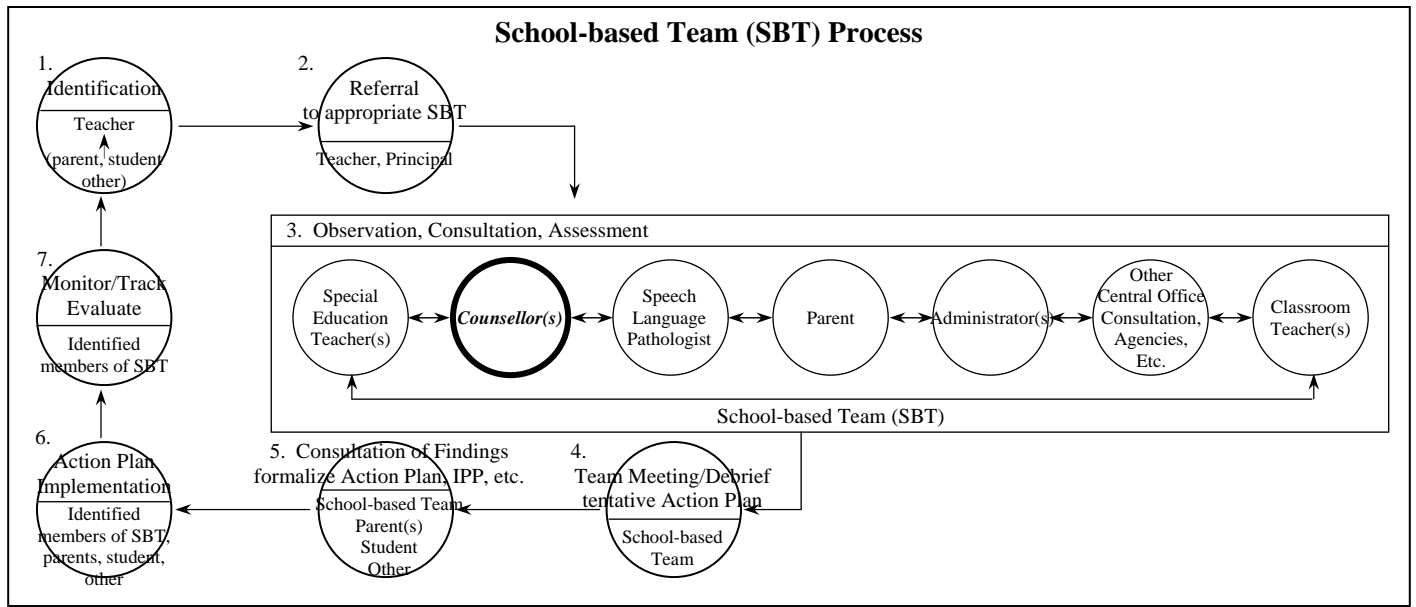 School-based Team (SBT) Process
1.
Identification
Teacher
(parent, student
other)
2.
Referral
to appropriate SBT
Teacher, Principal
3. Observation, Consultation, Assessment
Special
Education
Teacher(s)
Counsellor(s)
Speech
Language
Pathologist
Parent
Administrator(s)
Other
Central Office
Consultation,
Agencies,
Etc.
Classroom
Teacher(s)
School-based Team (SBT)
4.
Team Meeting/Debrief
tentative Action Plan
School-based
Team
5. Consultation of Findings
formalize Action Plan, IPP, etc.
School-based Team
Parent(s)
Student
Other
6.
Action Plan
Implementation
Identified
members of SBT,
parents, student,
other
7.
Monitor/Track
Evaluate
Identified
members of SBT